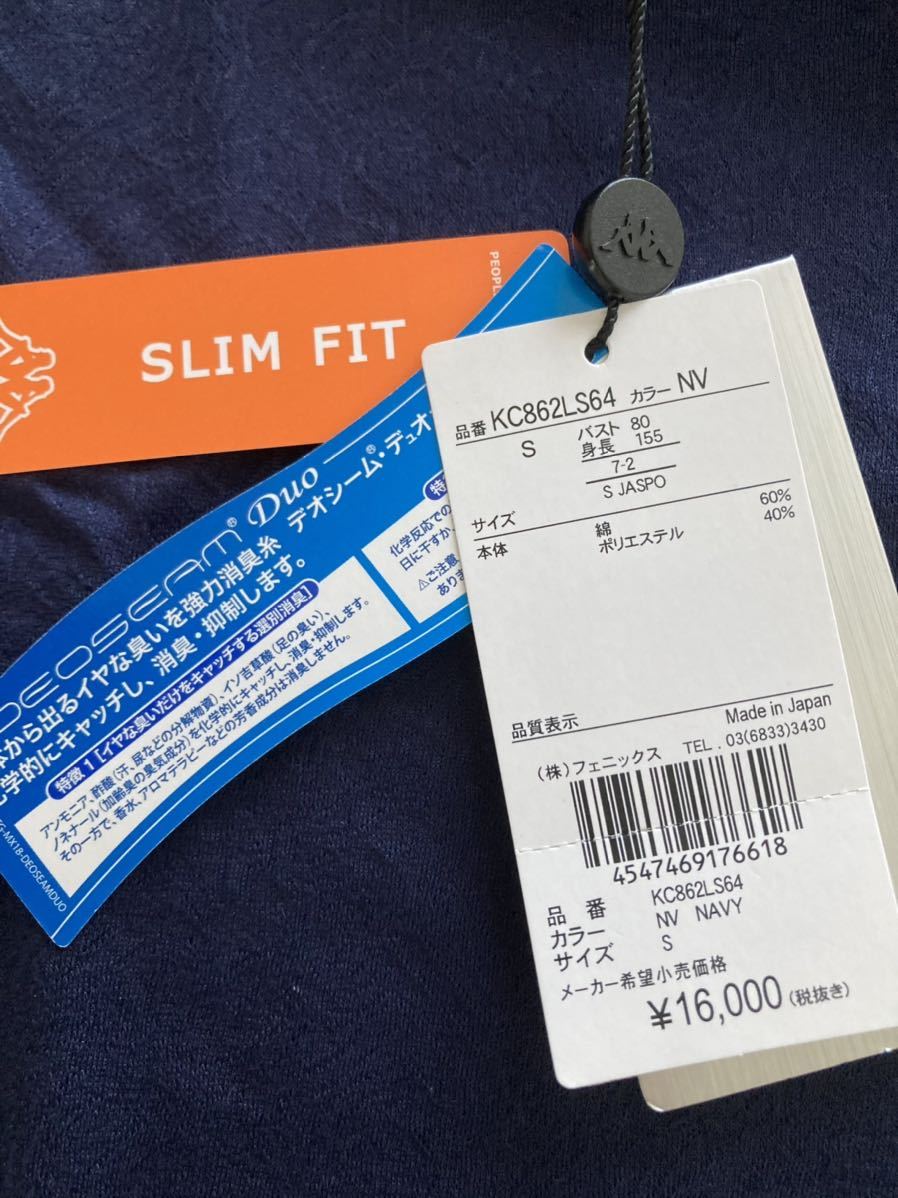 PEOPL
SLIM FIT
DEOSEAM® Duo デオシーム®・デュオ
から出るイヤな臭いを強力消臭糸
化学的にキャッチし、消臭・抑制します。
特徴1［イヤな臭いだけをキャッチする選別消臭］
アンモニア、酢酸（汗、尿などの分解物資）、イソ吉草酸（足の臭い）、
ノネナール（加齢臭の臭気成分）を化学的にキャッチし、消臭・抑制します。
その一方で、香水、アロマテラピーなどの芳香成分は消臭しません。
G-MX18-DEOSEAMDUO
特
化学反応での
日に干すか
⚠ご注意
ありま
品番 KC862LS64 カラー NV
S バスト 80
身長 155
7-2
S JASPO
サイズ
本体 綿 60%
ポリエステル 40%
品質表示
Made in Japan
(株)フェニックス TEL. 03(6833)3430
4547469176618
品番 KC862LS64
カラー NV NAVY
サイズ S
メーカー希望小売価格
¥16,000 (税抜き)